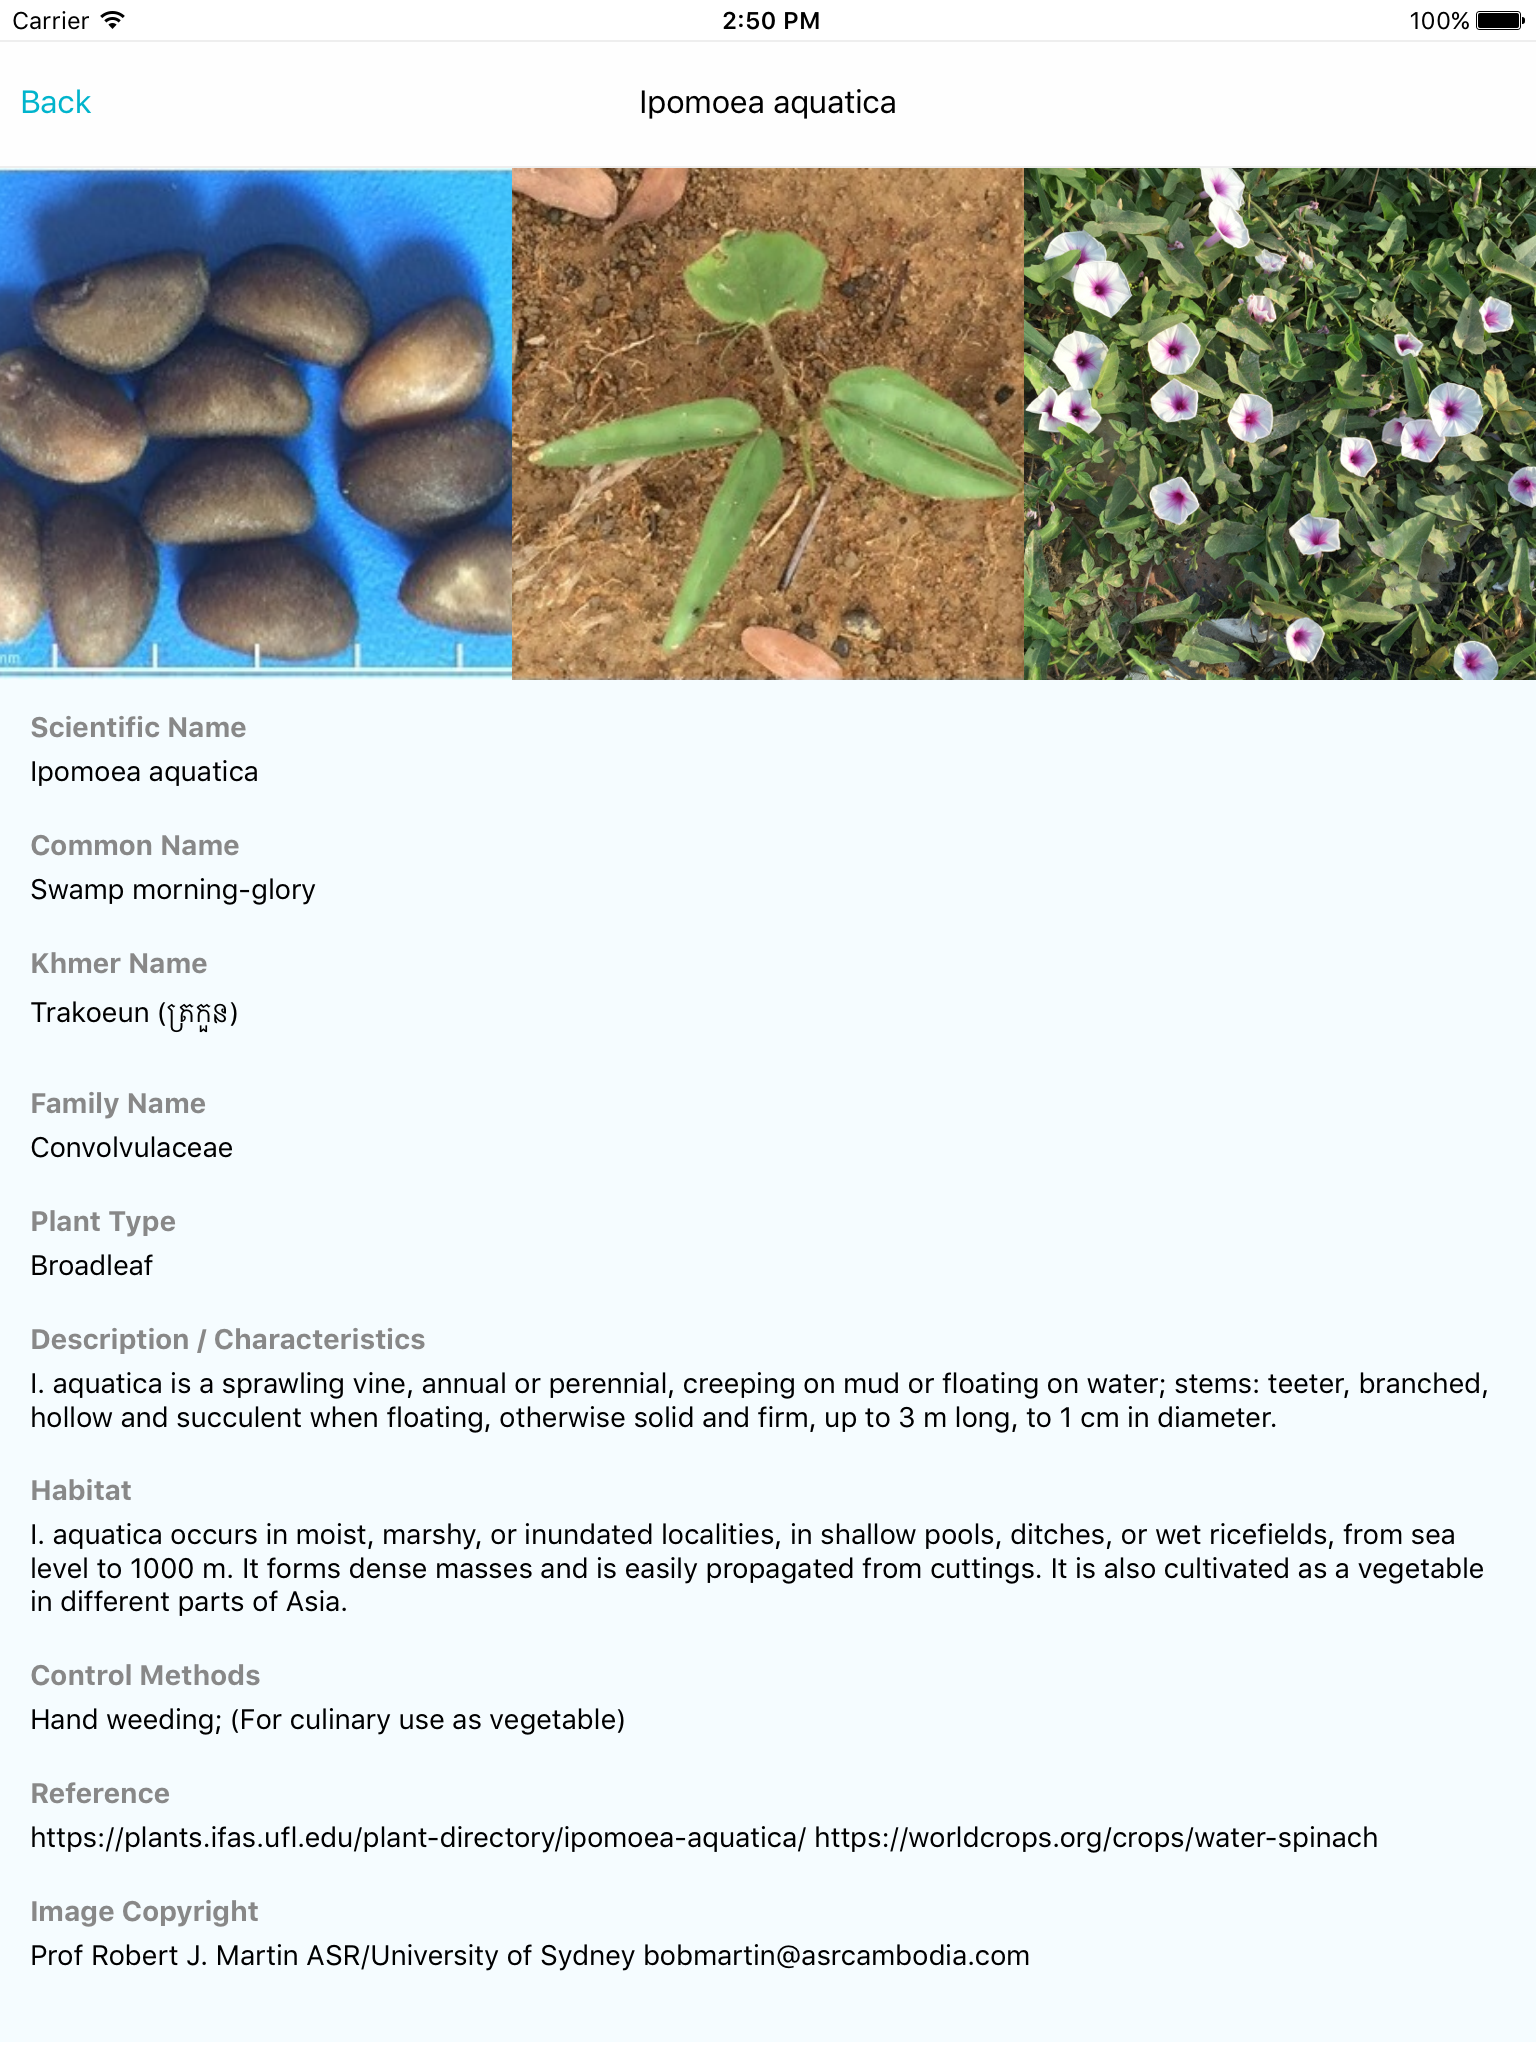 Carrier 2:50 PM 100%
Back Ipomoea aquatica
mm
Scientific Name
Ipomoea aquatica
Common Name
Swamp morning-glory
Khmer Name
Trakoeun (ត្រកួន)
Family Name
Convolvulaceae
Plant Type
Broadleaf
Description / Characteristics
I. aquatica is a sprawling vine, annual or perennial, creeping on mud or floating on water; stems: teeter, branched,
hollow and succulent when floating, otherwise solid and firm, up to 3 m long, to 1 cm in diameter.
Habitat
I. aquatica occurs in moist, marshy, or inundated localities, in shallow pools, ditches, or wet ricefields, from sea
level to 1000 m. It forms dense masses and is easily propagated from cuttings. It is also cultivated as a vegetable
in different parts of Asia.
Control Methods
Hand weeding; (For culinary use as vegetable)
Reference
https://plants.ifas.ufl.edu/plant-directory/ipomoea-aquatica/ https://worldcrops.org/crops/water-spinach
Image Copyright
Prof Robert J. Martin ASR/University of Sydney bobmartin@asrcambodia.com